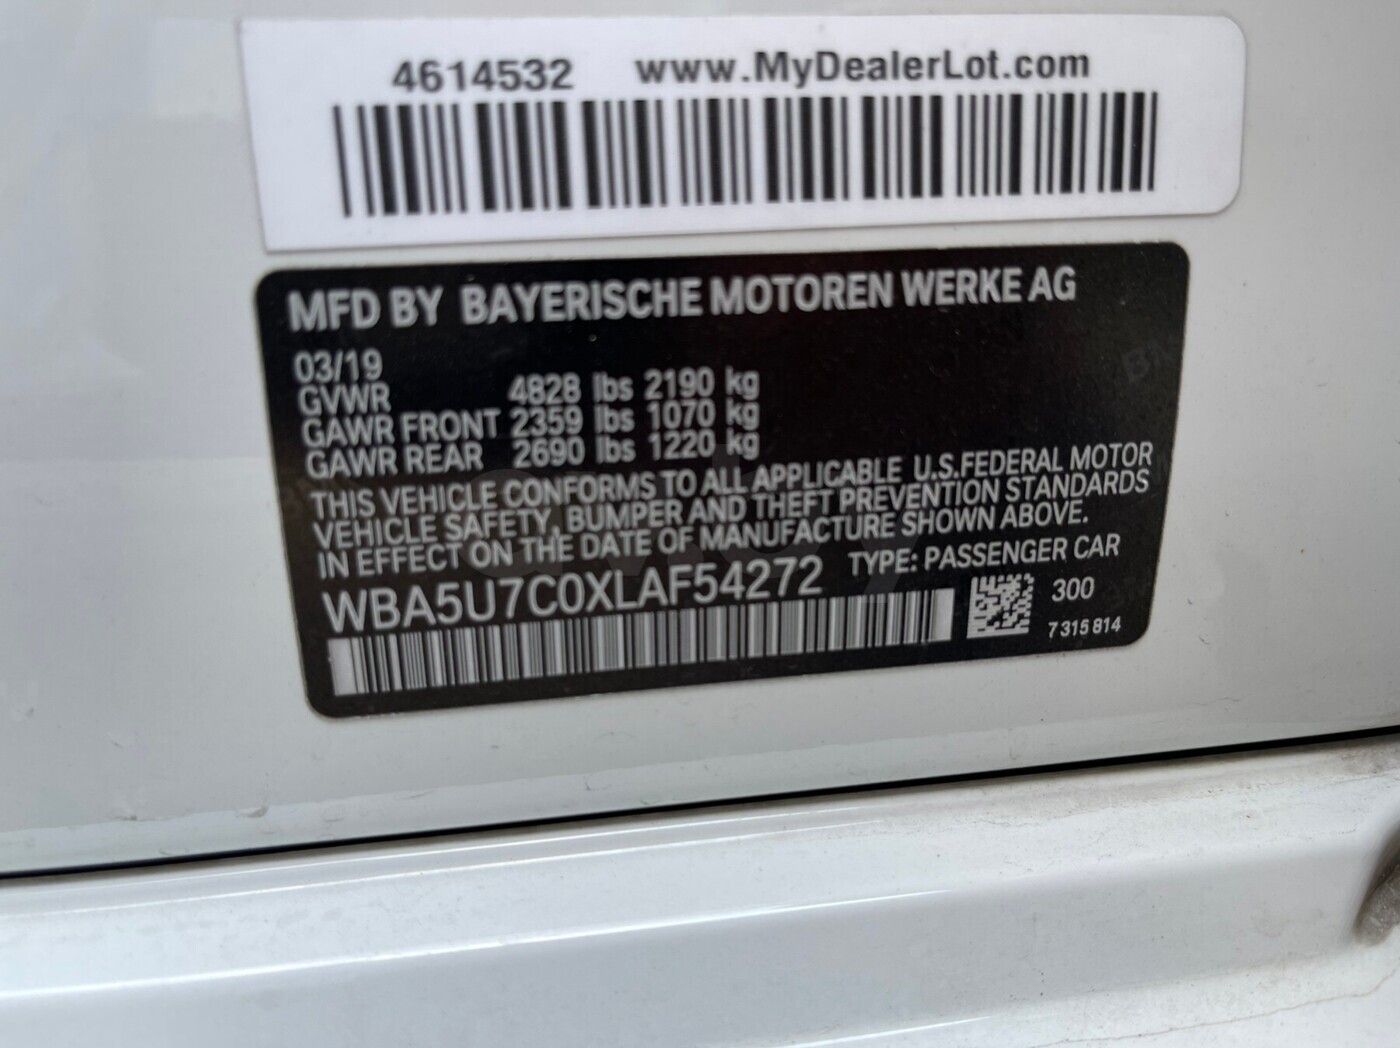 4614532 www.MyDealerLot.com
MFD BY BAYERISCHE MOTOREN WERKE AG
03/19
GVWR 4828 lbs 2190 kg
GAWR FRONT 2359 lbs 1070 kg
GAWR REAR 2690 lbs 1220 kg
THIS VEHICLE CONFORMS TO ALL APPLICABLE U.S.FEDERAL MOTOR
VEHICLE SAFETY, BUMPER AND THEFT PREVENTION STANDARDS
IN EFFECT ON THE DATE OF MANUFACTURE SHOWN ABOVE.
WBA5U7C0XLAF54272 TYPE: PASSENGER CAR
300
7315814